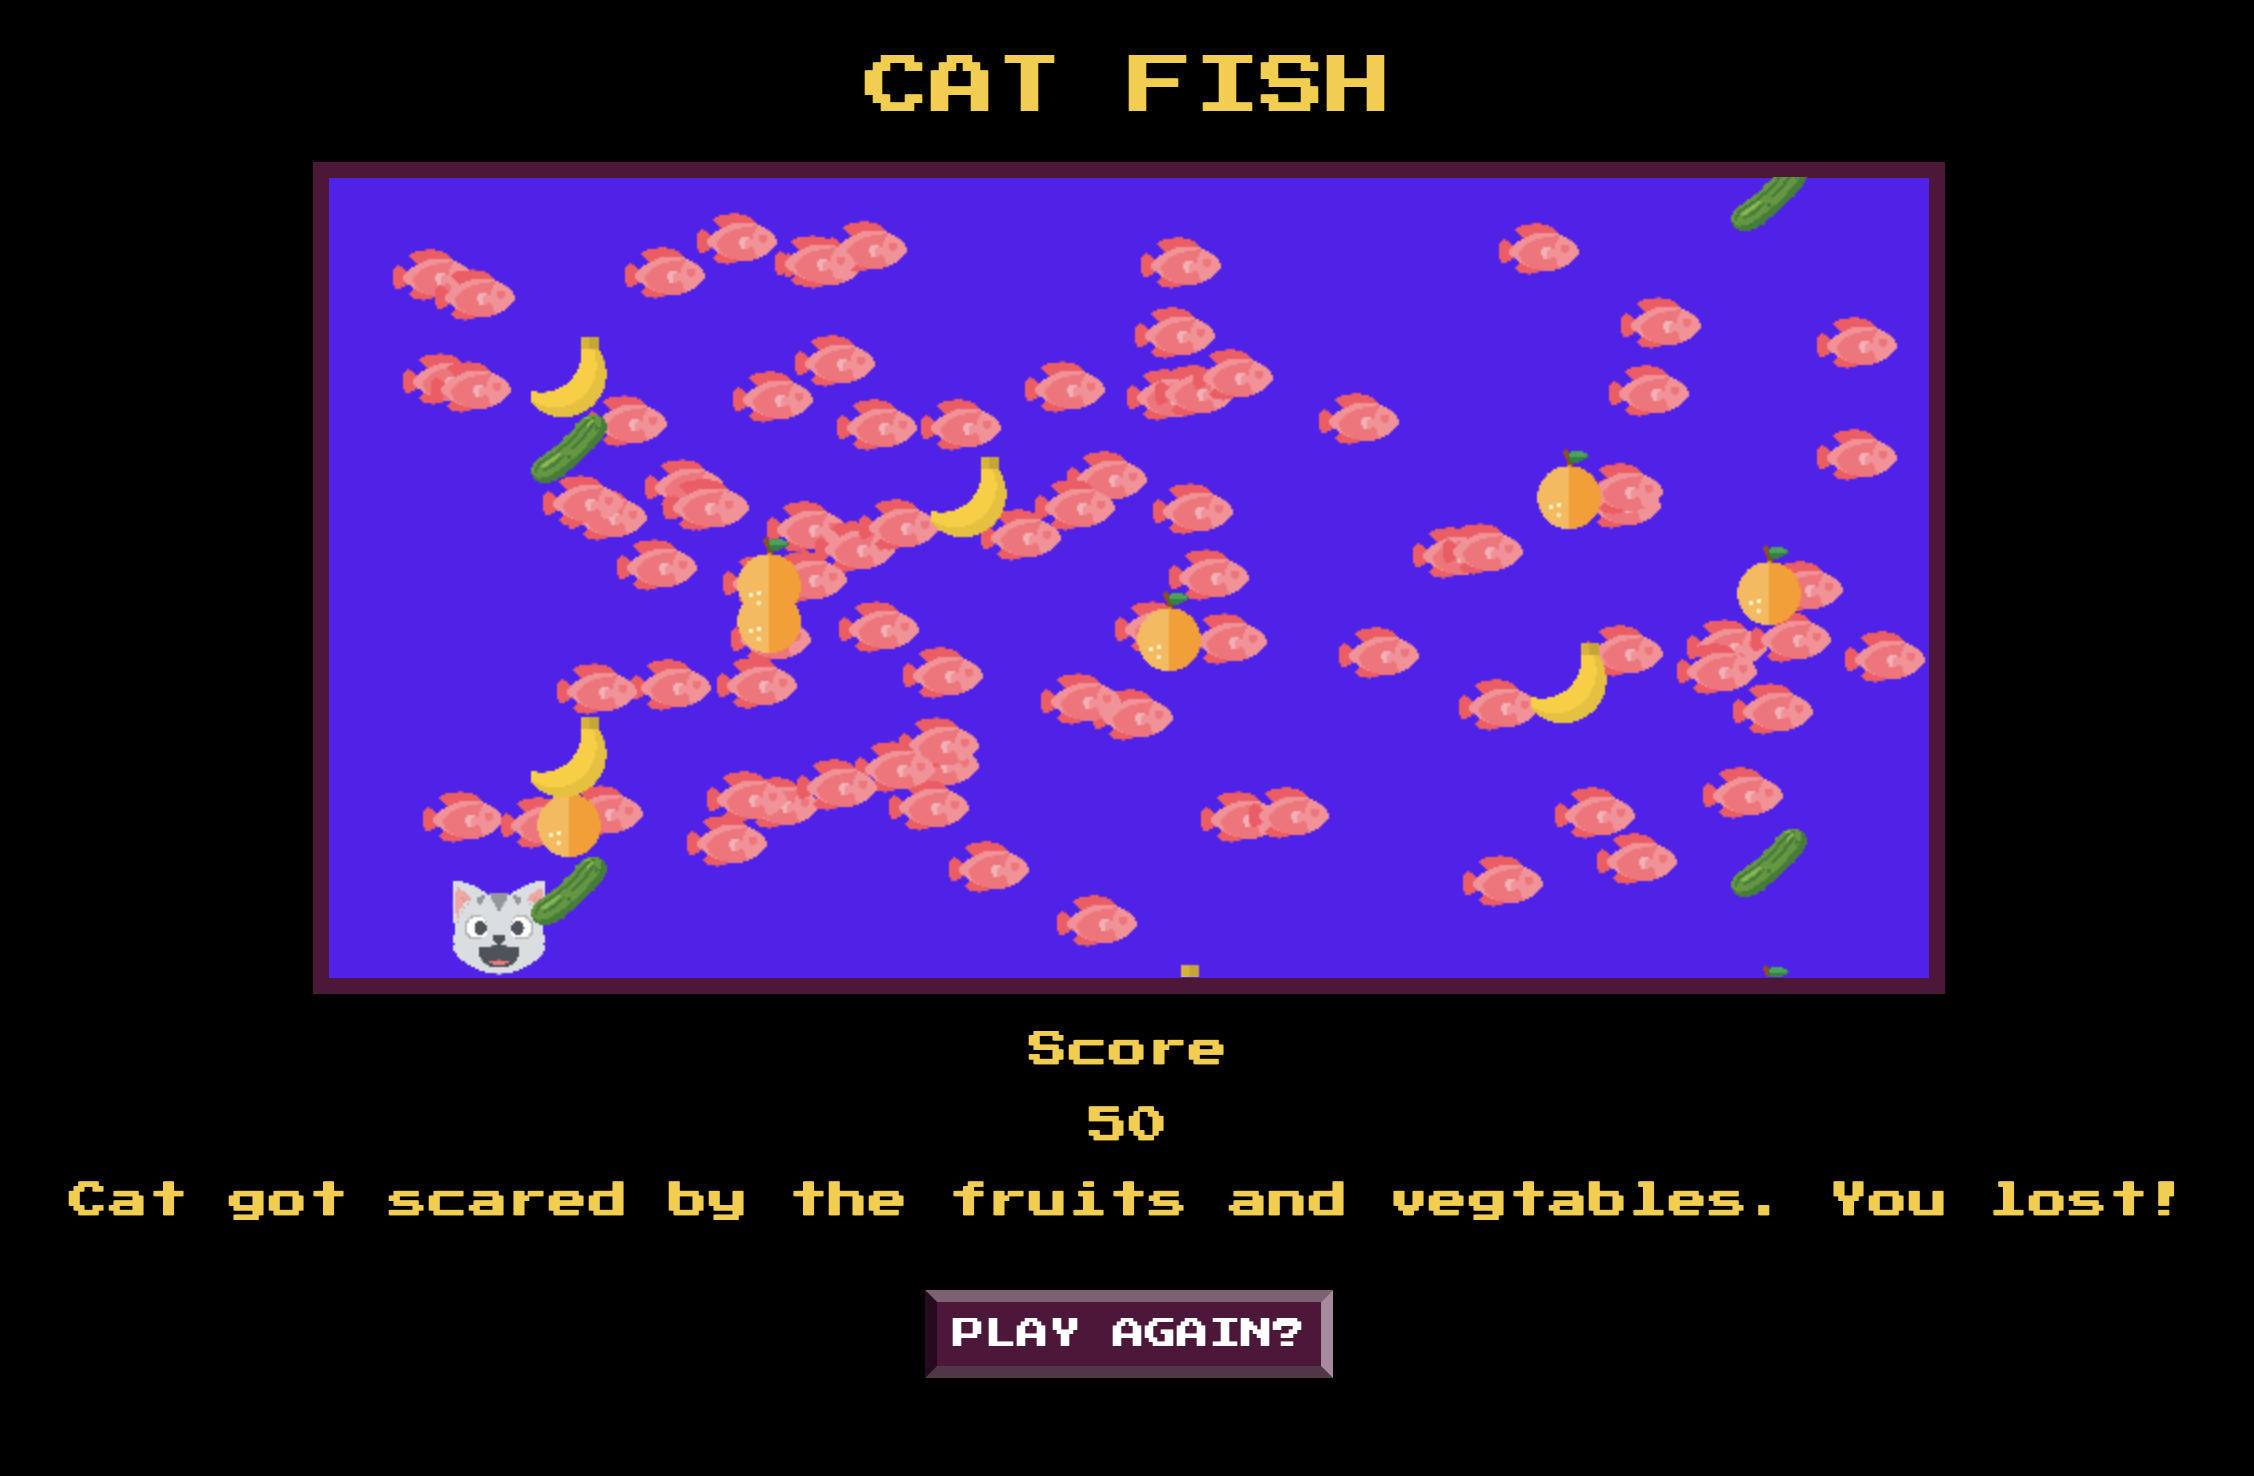 CAT FISH
Score
50
Cat got scared by the fruits and vegtables. You lost!
PLAY AGAIN?